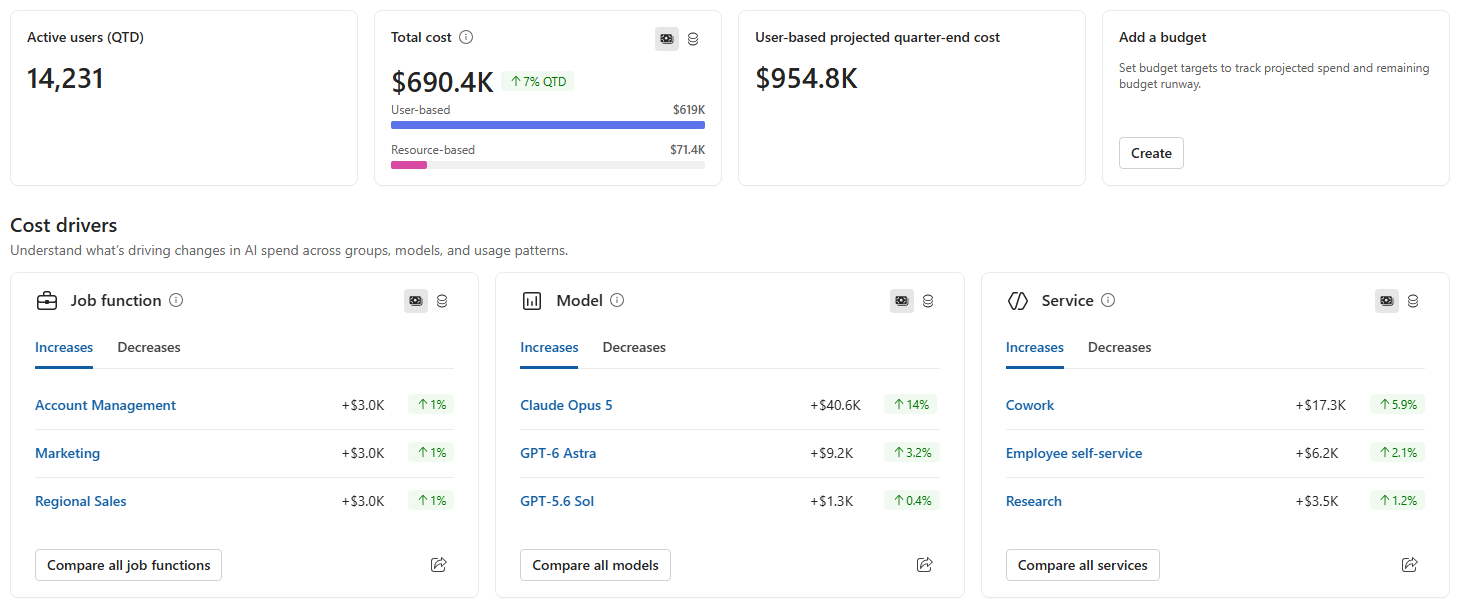 Active users (QTD)
14,231
Total cost
$690.4K ↑ 7% QTD
User-based $619K
Resource-based $71.4K
User-based projected quarter-end cost
$954.8K
Add a budget
Set budget targets to track projected spend and remaining
budget runway.
Create
Cost drivers
Understand what's driving changes in AI spend across groups, models, and usage patterns.
Job function
Increases Decreases
Account Management +$3.0K ↑ 1%
Marketing +$3.0K ↑ 1%
Regional Sales +$3.0K ↑ 1%
Compare all job functions
Model
Increases Decreases
Claude Opus 5 +$40.6K ↑ 14%
GPT-6 Astra +$9.2K ↑ 3.2%
GPT-5.6 Sol +$1.3K ↑ 0.4%
Compare all models
Service
Increases Decreases
Cowork +$17.3K ↑ 5.9%
Employee self-service +$6.2K ↑ 2.1%
Research +$3.5K ↑ 1.2%
Compare all services